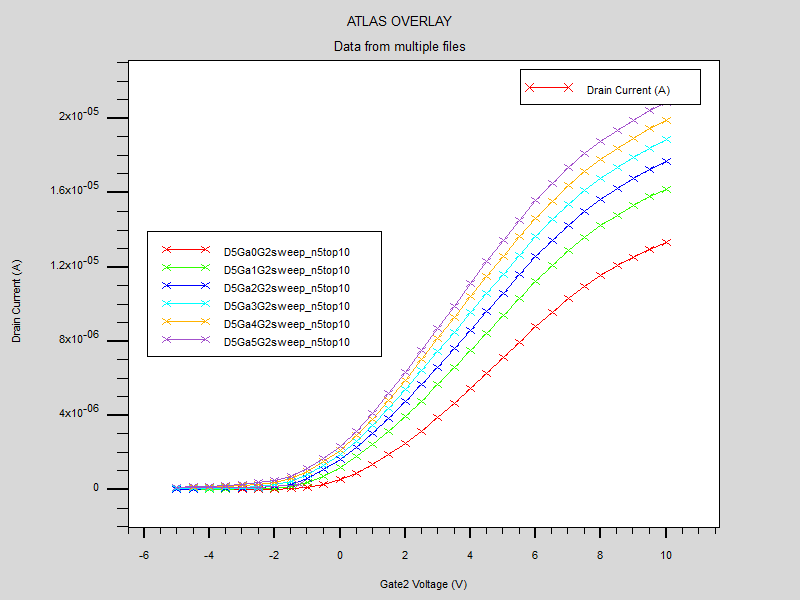 ATLAS OVERLAY
Data from multiple files
Drain Current (A)
2x10^-05
1.6x10^-05
1.2x10^-05
8x10^-06
4x10^-06
0
Drain Current (A)
D5Ga0G2sweep_n5top10
D5Ga1G2sweep_n5top10
D5Ga2G2sweep_n5top10
D5Ga3G2sweep_n5top10
D5Ga4G2sweep_n5top10
D5Ga5G2sweep_n5top10
-6 -4 -2 0 2 4 6 8 10
Gate2 Voltage (V)